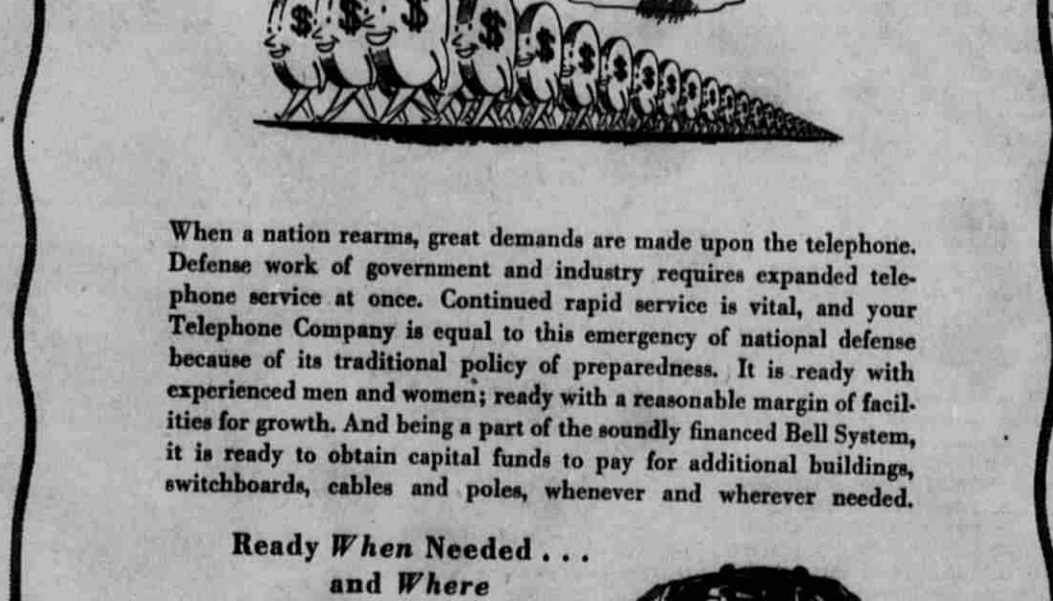 $ $ $ $ $ $ $ $ $ $
When a nation rearms, great demands are made upon the telephone.
Defense work of government and industry requires expanded tele-
phone service at once. Continued rapid service is vital, and your
Telephone Company is equal to this emergency of national defense
because of its traditional policy of preparedness. It is ready with
experienced men and women; ready with a reasonable margin of facil-
ities for growth. And being a part of the soundly financed Bell System,
it is ready to obtain capital funds to pay for additional buildings,
switchboards, cables and poles, whenever and wherever needed.
Ready When Needed...
and Where